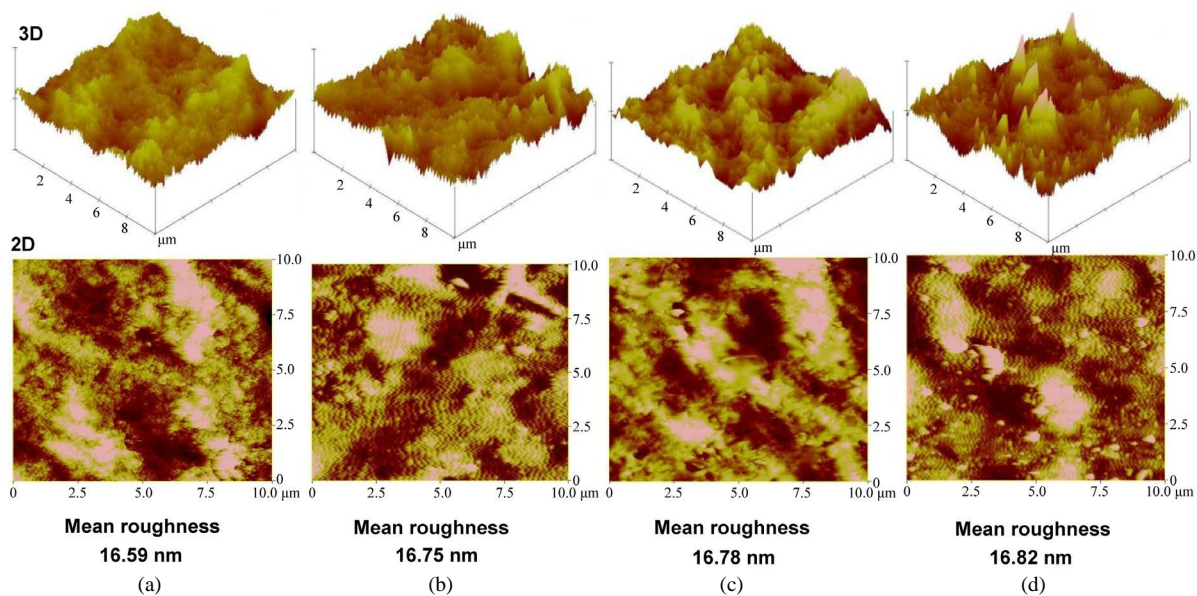 3D
2 4 6 8 µm
2 4 6 8 µm
2 4 6 8 µm
2 4 6 8 µm
2D
10.0 7.5 5.0 2.5 0
0 5.0 7.5 10.0 µm
10.0 7.5 5.0 2.5 0
0 2.5 5.0 7.5 10.0 µm
10.0 7.5 5.0 2.5 0
0 2.5 5.0 7.5 10.0 µm
10.0 7.5 5.0 2.5 0
0 2.5 5.0 7.5 10.0 µm
Mean roughness
16.59 nm
(a)
Mean roughness
16.75 nm
(b)
Mean roughness
16.78 nm
(c)
Mean roughness
16.82 nm
(d)